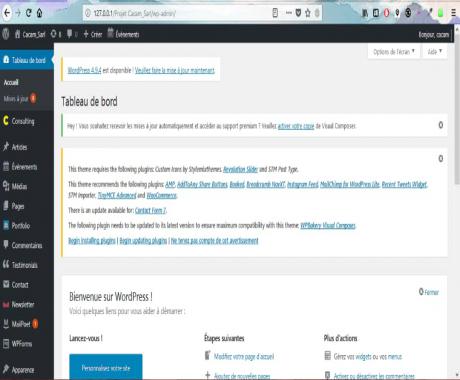 127.0.0.1/Projet Cacam_Sarl/wp-admin/
Cacam_Sarl 8 0 + Créer Évènements Bonjour, cacam
Options de l'écran ▼ Aide ▼
Tableau de bord
WordPress 4.9.4 est disponible ! Veuillez faire la mise à jour maintenant.
Accueil
Mises à jour 8
Tableau de bord
Consulting
Hey ! Vous souhaitez recevoir les mises à jour automatiquement et accéder au support premium ? Veuillez activer votre copie de Visual Composer.
Articles
Évènements
Médias
Pages
Portfolio
Commentaires
Testimonials
Contact
Newsletter
MailPoet 1
WPForms
Apparence
This theme requires the following plugins: Custom Icons by Stylemixthemes, Revolution Slider and STM Post Type.
This theme recommends the following plugins: AMP, AddToAny Share Buttons, Booked, Breadcrumb NavXT, Instagram Feed, MailChimp for WordPress Lite, Recent Tweets Widget,
STM Importer, TinyMCE Advanced and WooCommerce.
There is an update available for: Contact Form 7.
The following plugin needs to be updated to its latest version to ensure maximum compatibility with this theme: WPBakery Visual Composer.
Begin installing plugins | Begin updating plugins | Ne tenez pas compte de cet avertissement
Bienvenue sur WordPress !
Fermer
Voici quelques liens pour vous aider à démarrer :
Lancez-vous !
Personnalisez votre site
Étapes suivantes
Modifiez votre page d'accueil
Ajoutez de nouvelles pages
Plus d'actions
Gérez vos widgets ou vos menus
Activez ou désactivez les commentaires